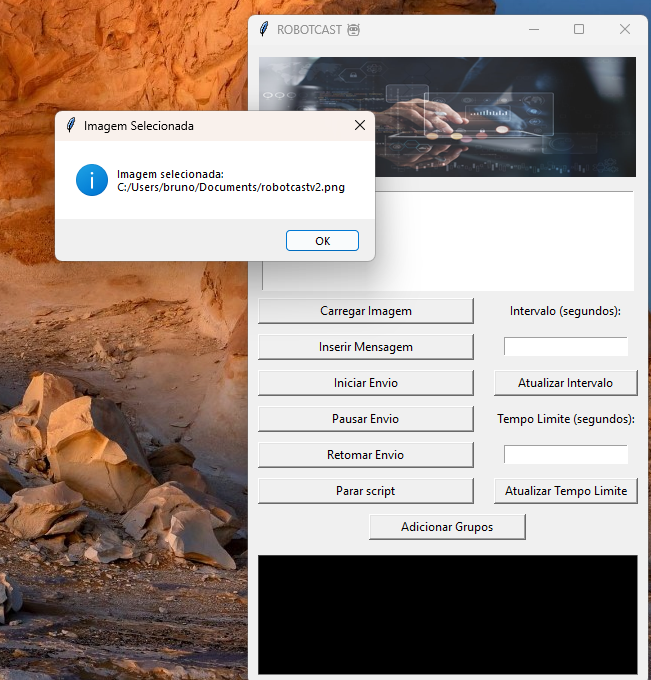 ROBOTCAST
Imagem Selecionada
Imagem selecionada:
C:/Users/bruno/Documents/robotcastv2.png
OK
Carregar Imagem
Intervalo (segundos):
Inserir Mensagem
Iniciar Envio
Atualizar Intervalo
Pausar Envio
Tempo Limite (segundos):
Retomar Envio
Parar script
Atualizar Tempo Limite
Adicionar Grupos